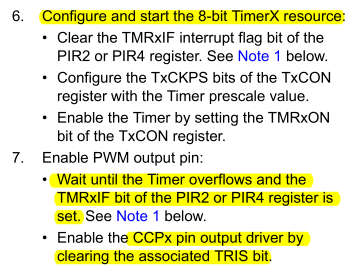 6. Configure and start the 8-bit TimerX resource:
• Clear the TMRxIF interrupt flag bit of the
PIR2 or PIR4 register. See Note 1 below.
• Configure the TxCKPS bits of the TxCON
register with the Timer prescale value.
• Enable the Timer by setting the TMRxON
bit of the TxCON register.
7. Enable PWM output pin:
• Wait until the Timer overflows and the
TMRxIF bit of the PIR2 or PIR4 register is
set. See Note 1 below.
• Enable the CCPx pin output driver by
clearing the associated TRIS bit.